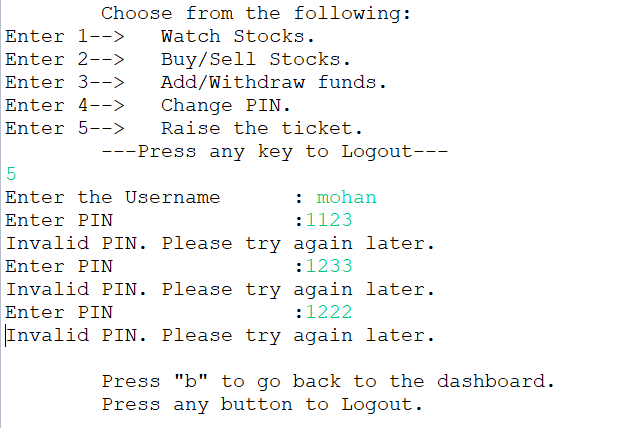 Choose from the following:
Enter 1-->   Watch Stocks.
Enter 2-->   Buy/Sell Stocks.
Enter 3-->   Add/Withdraw funds.
Enter 4-->   Change PIN.
Enter 5-->   Raise the ticket.
---Press any key to Logout---
5
Enter the Username      : mohan
Enter PIN               :1123
Invalid PIN. Please try again later.
Enter PIN               :1233
Invalid PIN. Please try again later.
Enter PIN               :1222
Invalid PIN. Please try again later.
Press "b" to go back to the dashboard.
Press any button to Logout.